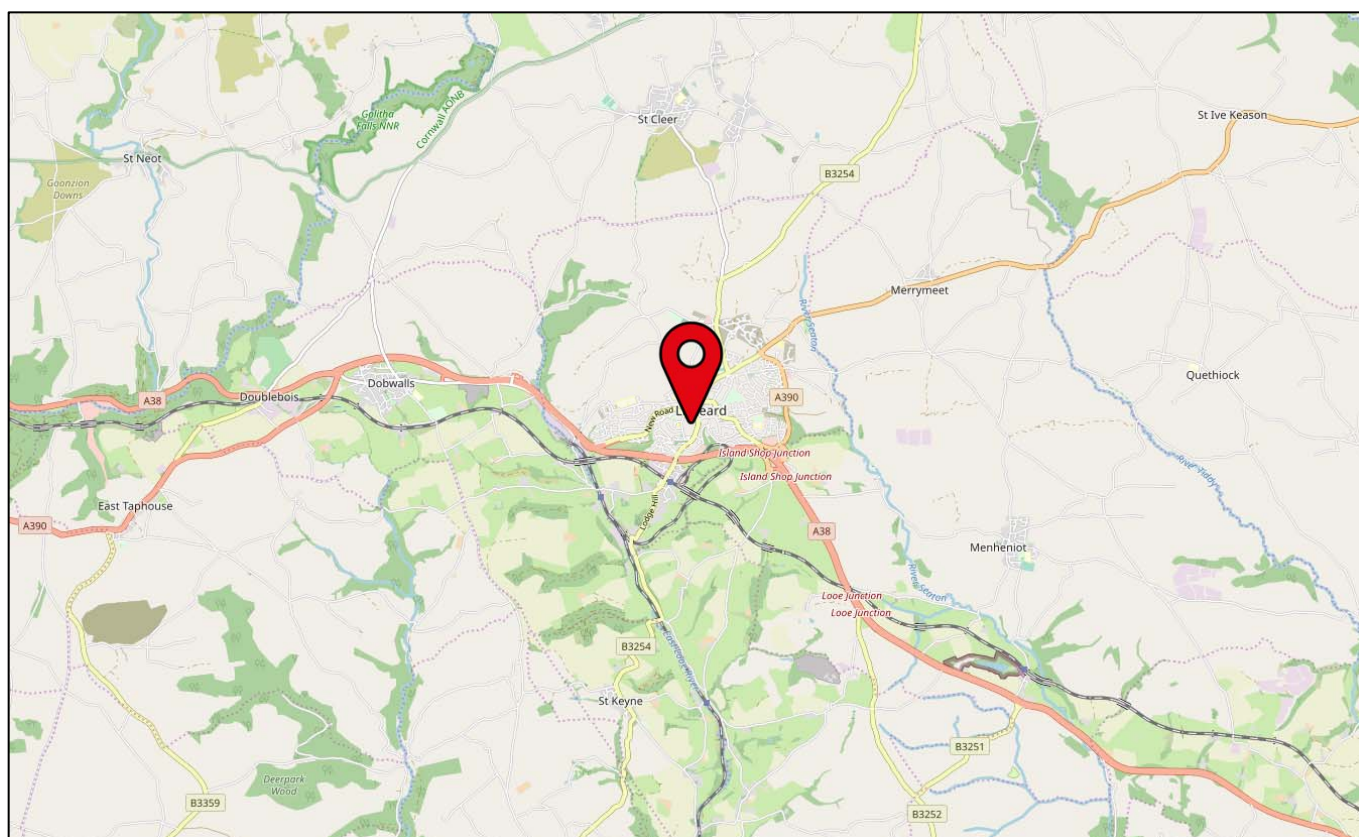 St Cleer
St Ive Keason
Golitha
Falls NNR
Cornwall AONB
St Neot
Goonzion
Downs
B3254
Merrymeet
River Seaton
Quethiock
Dobwalls
Doublebois
A38
A390
New Road
Island Shop Junction
Island Shop Junction
River Tiddy
Lodge Hill
East Taphouse
A390
A38
Menheniot
River Seaton
Looe Junction
Looe Junction
B3254
St Keyne
B3251
Deerpark
Wood
B3359
B3252